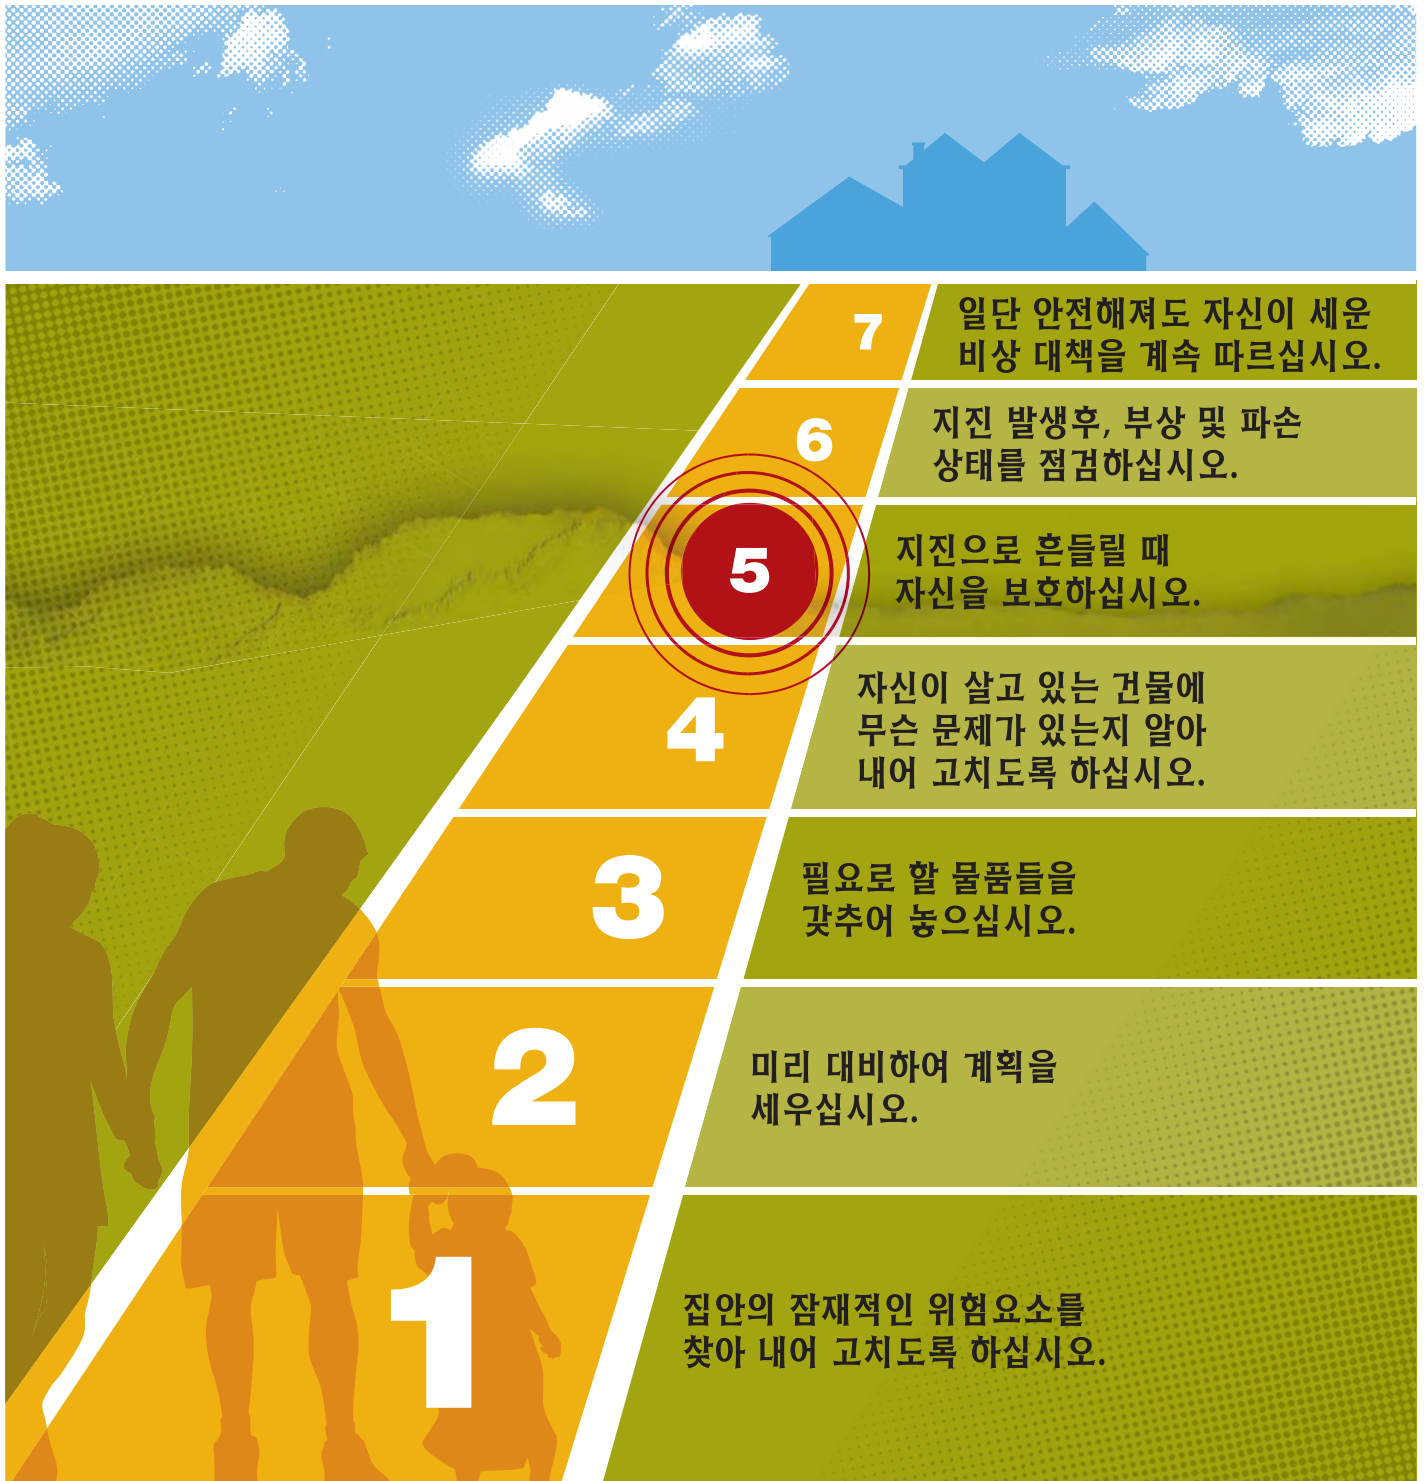 7
일단 안전해져도 자신이 세운
비상 대책을 계속 따르십시오.
6
지진 발생후, 부상 및 파손
상태를 점검하십시오.
5
지진으로 흔들릴 때
자신을 보호하십시오.
4
자신이 살고 있는 건물에
무슨 문제가 있는지 알아
내어 고치도록 하십시오.
3
필요로 할 물품들을
갖추어 놓으십시오.
2
미리 대비하여 계획을
세우십시오.
1
집안의 잠재적인 위험요소를
찾아 내어 고치도록 하십시오.